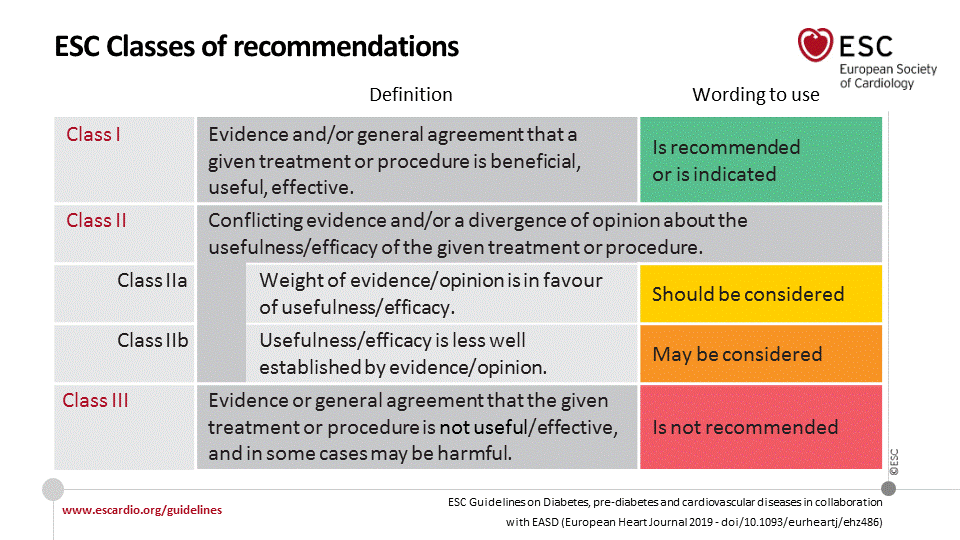 ESC Classes of recommendations
ESC
European Society
of Cardiology
Definition
Wording to use
Class I
Evidence and/or general agreement that a
given treatment or procedure is beneficial,
useful, effective.
Is recommended
or is indicated
Class II
Conflicting evidence and/or a divergence of opinion about the
usefulness/efficacy of the given treatment or procedure.
Class IIa
Weight of evidence/opinion is in favour
of usefulness/efficacy.
Should be considered
Class IIb
Usefulness/efficacy is less well
established by evidence/opinion.
May be considered
Class III
Evidence or general agreement that the given
treatment or procedure is not useful/effective,
and in some cases may be harmful.
Is not recommended
©ESC
www.escardio.org/guidelines
ESC Guidelines on Diabetes, pre-diabetes and cardiovascular diseases in collaboration
with EASD (European Heart Journal 2019 - doi/10.1093/eurheartj/ehz486)